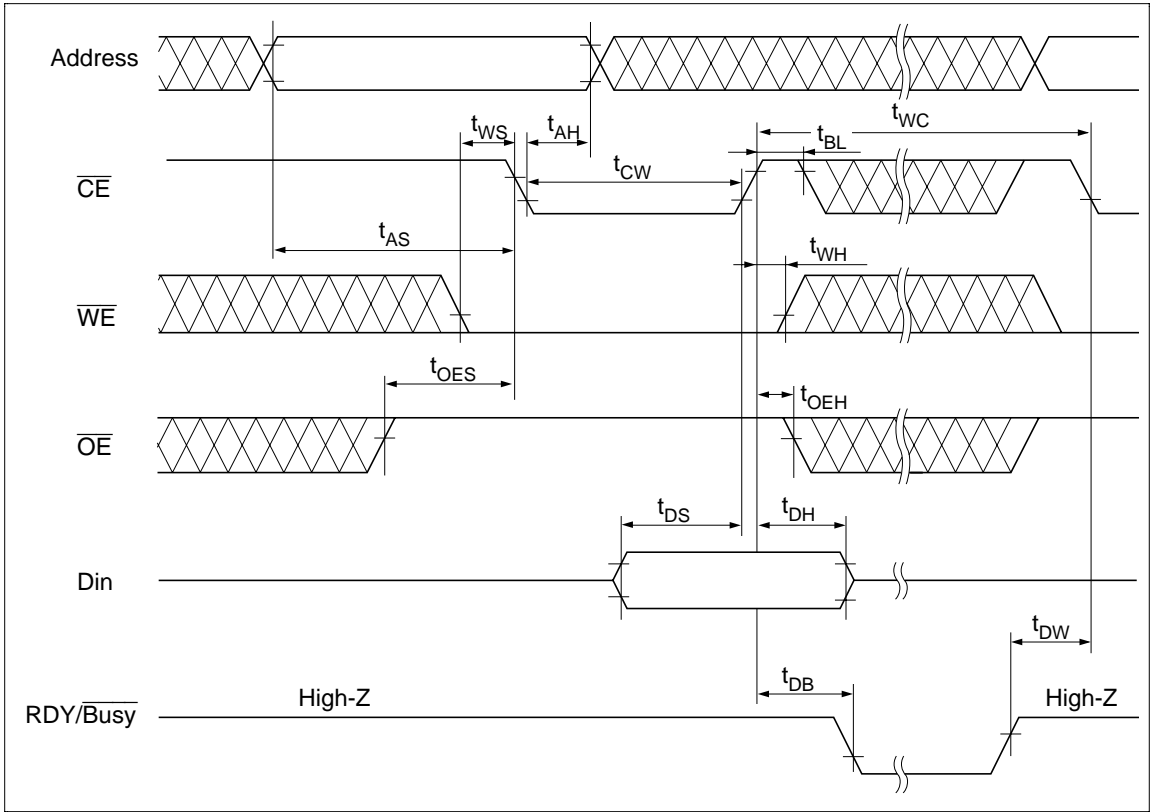 Address
tWC
tWS
tAH
tBL
CE
tCW
tAS
tWH
WE
tOES
tOEH
OE
tDS
tDH
Din
tDW
tDB
High-Z
High-Z
RDY/Busy